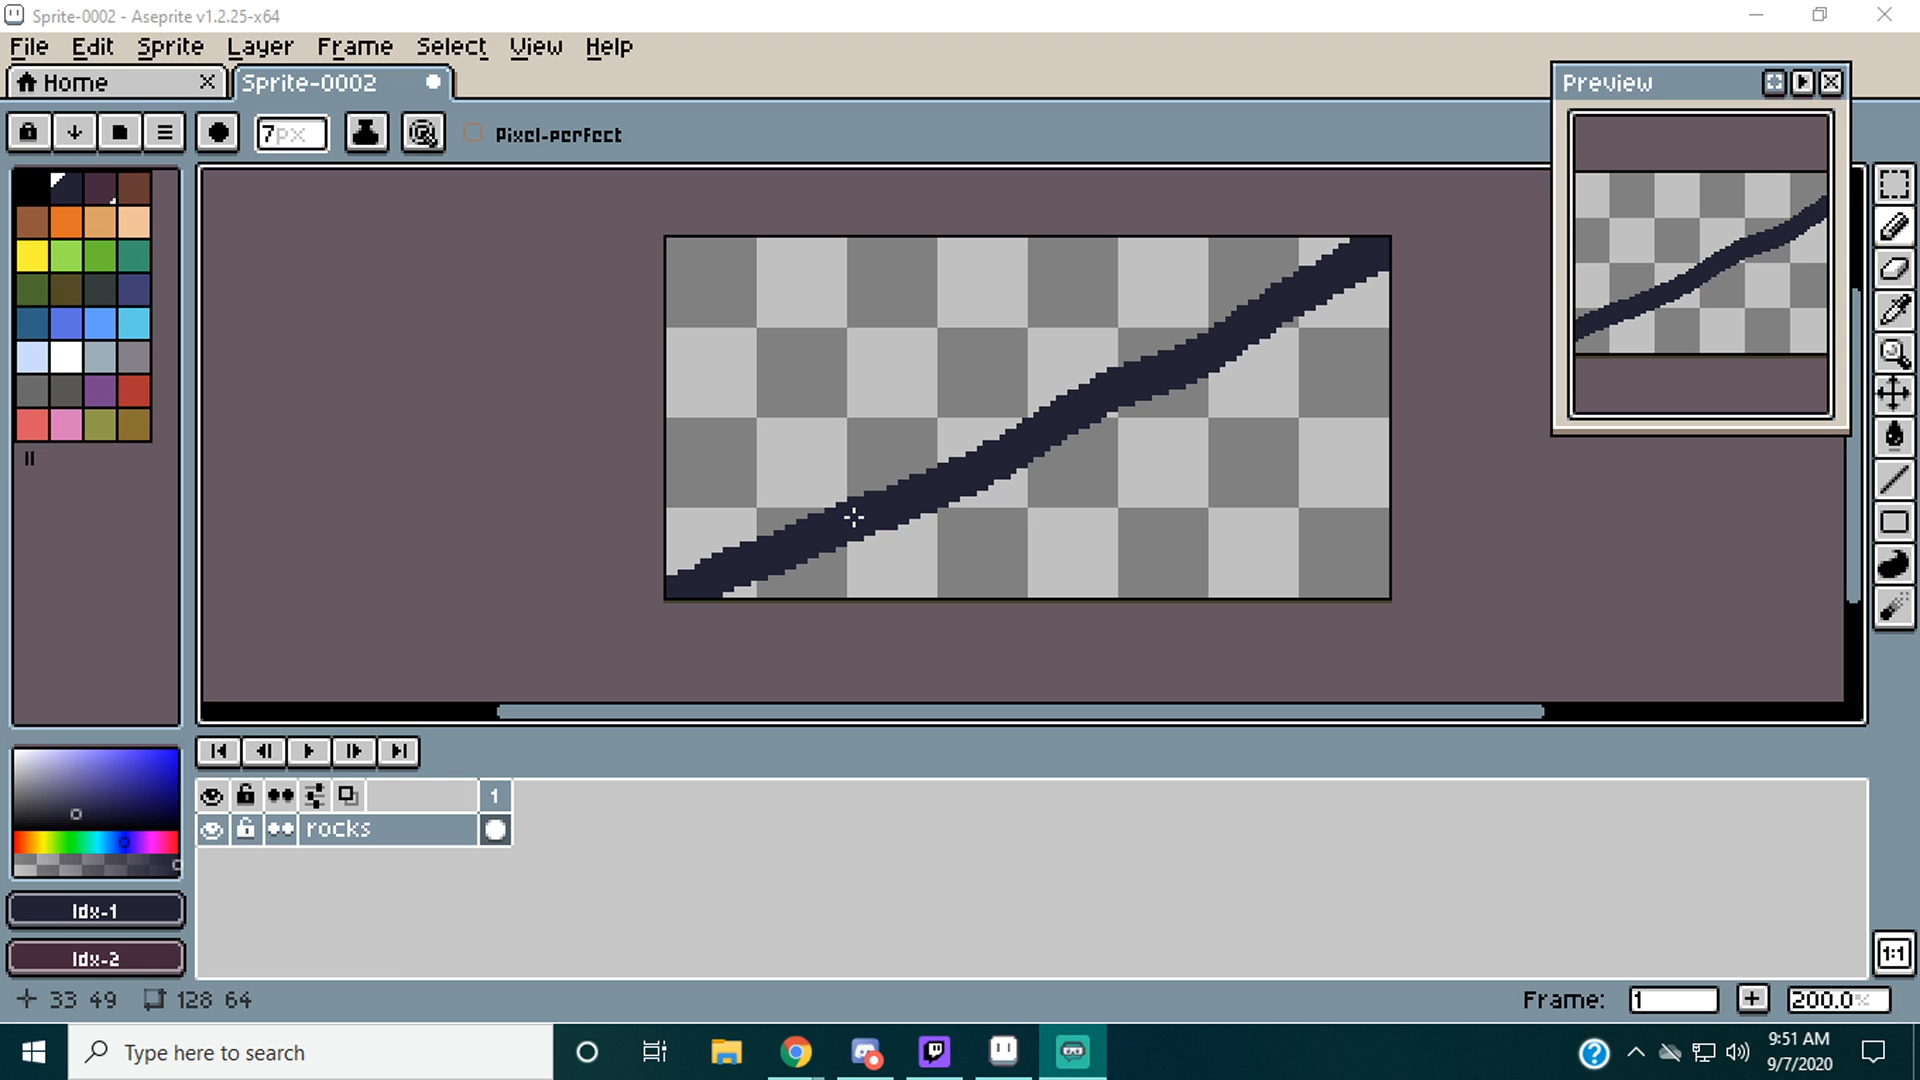 Sprite-0002 - Aseprite v1.2.25-x64
File Edit Sprite Layer Frame Select View Help
Home Sprite-0002
Preview
7px Pixel-perfect
1
rocks
Idx-1
Idx-2
1:1
33 49 128 64 Frame: 1 + 200.0%
Type here to search
9:51 AM
9/7/2020